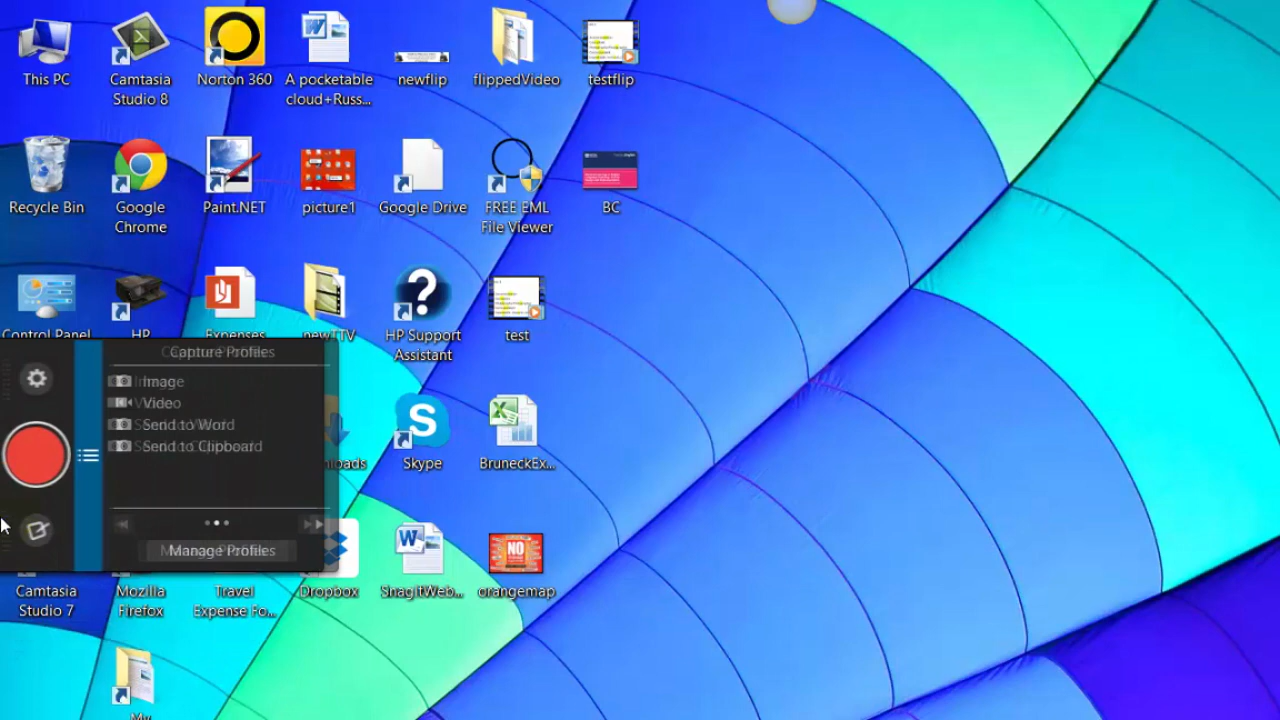 This PC
Camtasia
Studio 8
Norton 360
A pocketable
cloud+Russ...
newflip
flippedVideo
testflip
Recycle Bin
Google
Chrome
Paint.NET
picture1
Google Drive
FREE EML
File Viewer
BC
Control Panel
HP
Expenses
newTTV
HP Support
Assistant
test
Capture Profiles
Image
Video
Send to Word
Send to Clipboard
Manage Profiles
Skype
BruneckEx...
NO
Camtasia
Studio 7
Mozilla
Firefox
Travel
Expense Fo...
Dropbox
SnagitWeb...
orangemap
My